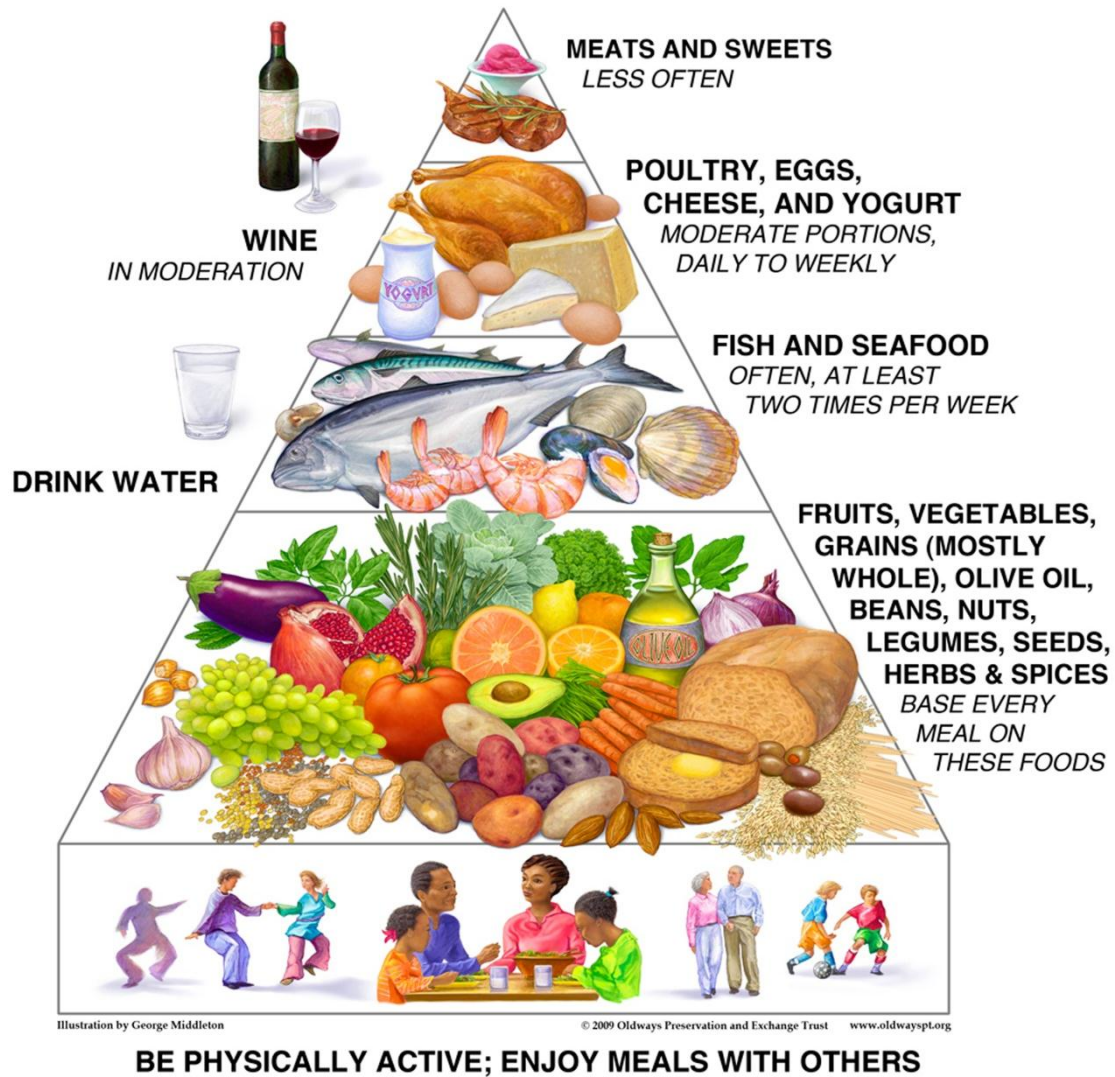 MEATS AND SWEETS
LESS OFTEN
POULTRY, EGGS,
CHEESE, AND YOGURT
MODERATE PORTIONS,
DAILY TO WEEKLY
WINE
IN MODERATION
YOGURT
FISH AND SEAFOOD
OFTEN, AT LEAST
TWO TIMES PER WEEK
DRINK WATER
FRUITS, VEGETABLES,
GRAINS (MOSTLY
WHOLE), OLIVE OIL,
BEANS, NUTS,
LEGUMES, SEEDS,
HERBS & SPICES
BASE EVERY
MEAL ON
THESE FOODS
OLIVE OIL
Illustration by George Middleton
© 2009 Oldways Preservation and Exchange Trust www.oldwayspt.org
BE PHYSICALLY ACTIVE; ENJOY MEALS WITH OTHERS